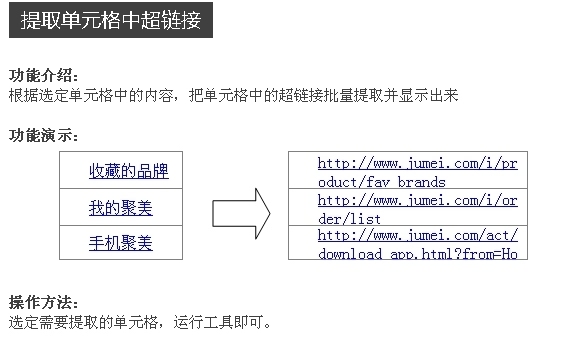 提取单元格中超链接
功能介绍:
根据选定单元格中的内容，把单元格中的超链接批量提取并显示出来
功能演示:
收藏的品牌
我的聚美
手机聚美
http://www.jumei.com/i/pr
oduct/fav_brands
http://www.jumei.com/i/or
der/list
http://www.jumei.com/act/
download_app.html?from=Ho
操作方法:
选定需要提取的单元格，运行工具即可。